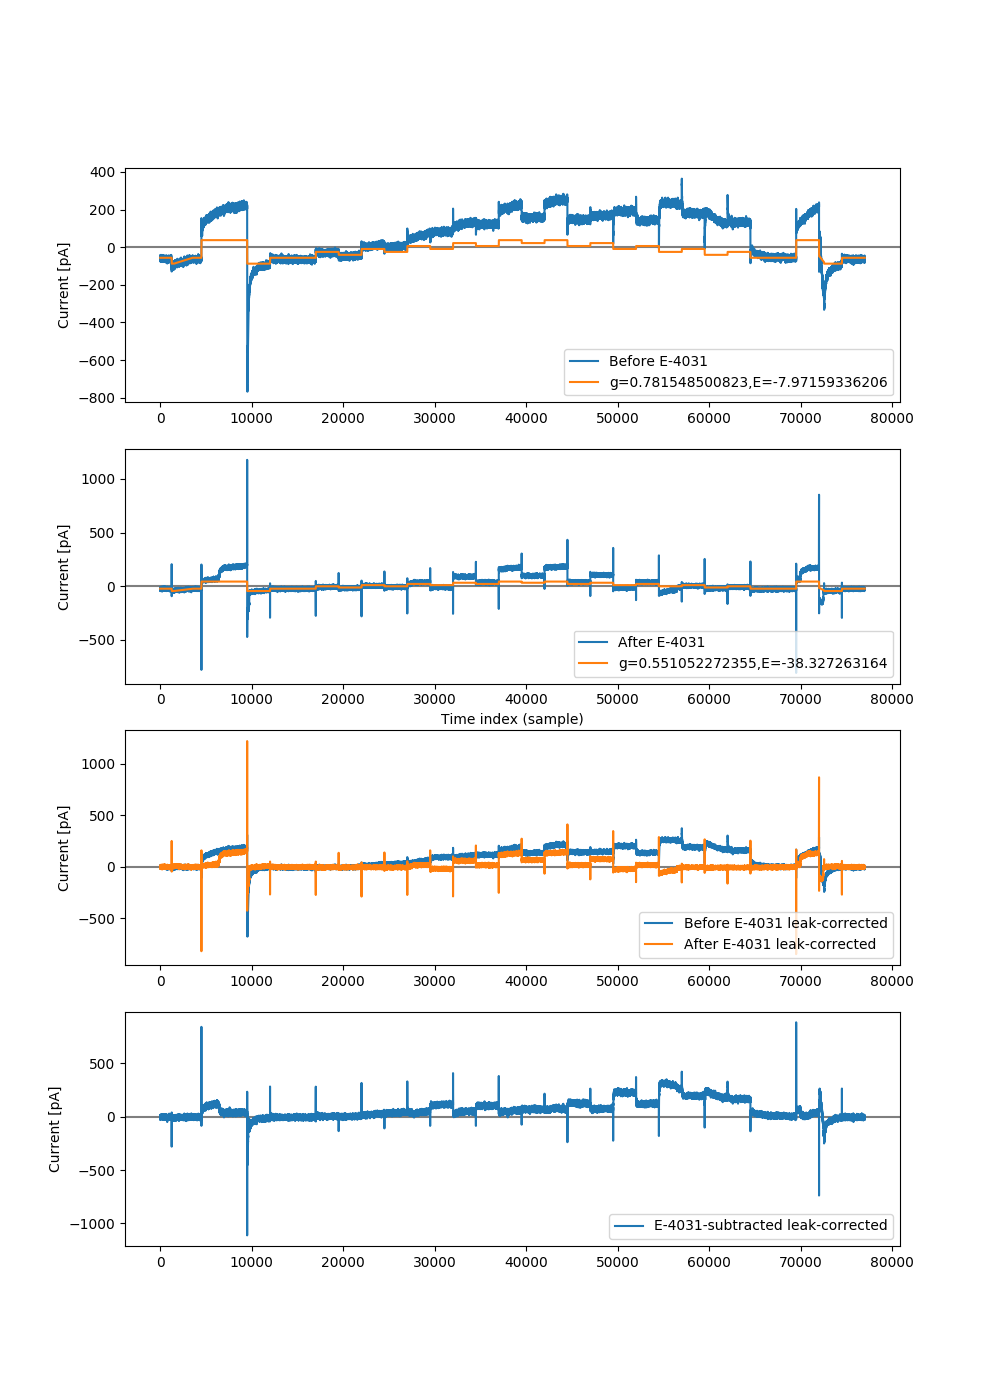 400
200
0
−200
−400
−600
−800
Current [pA]
Before E-4031
g=0.781548500823,E=-7.97159336206
0 10000 20000 30000 40000 50000 60000 70000 80000
1000
500
0
−500
Current [pA]
After E-4031
g=0.551052272355,E=-38.327263164
0 10000 20000 30000 40000 50000 60000 70000 80000
Time index (sample)
1000
500
0
−500
Current [pA]
Before E-4031 leak-corrected
After E-4031 leak-corrected
0 10000 20000 30000 40000 50000 60000 70000 80000
500
0
−500
−1000
Current [pA]
E-4031-subtracted leak-corrected
0 10000 20000 30000 40000 50000 60000 70000 80000